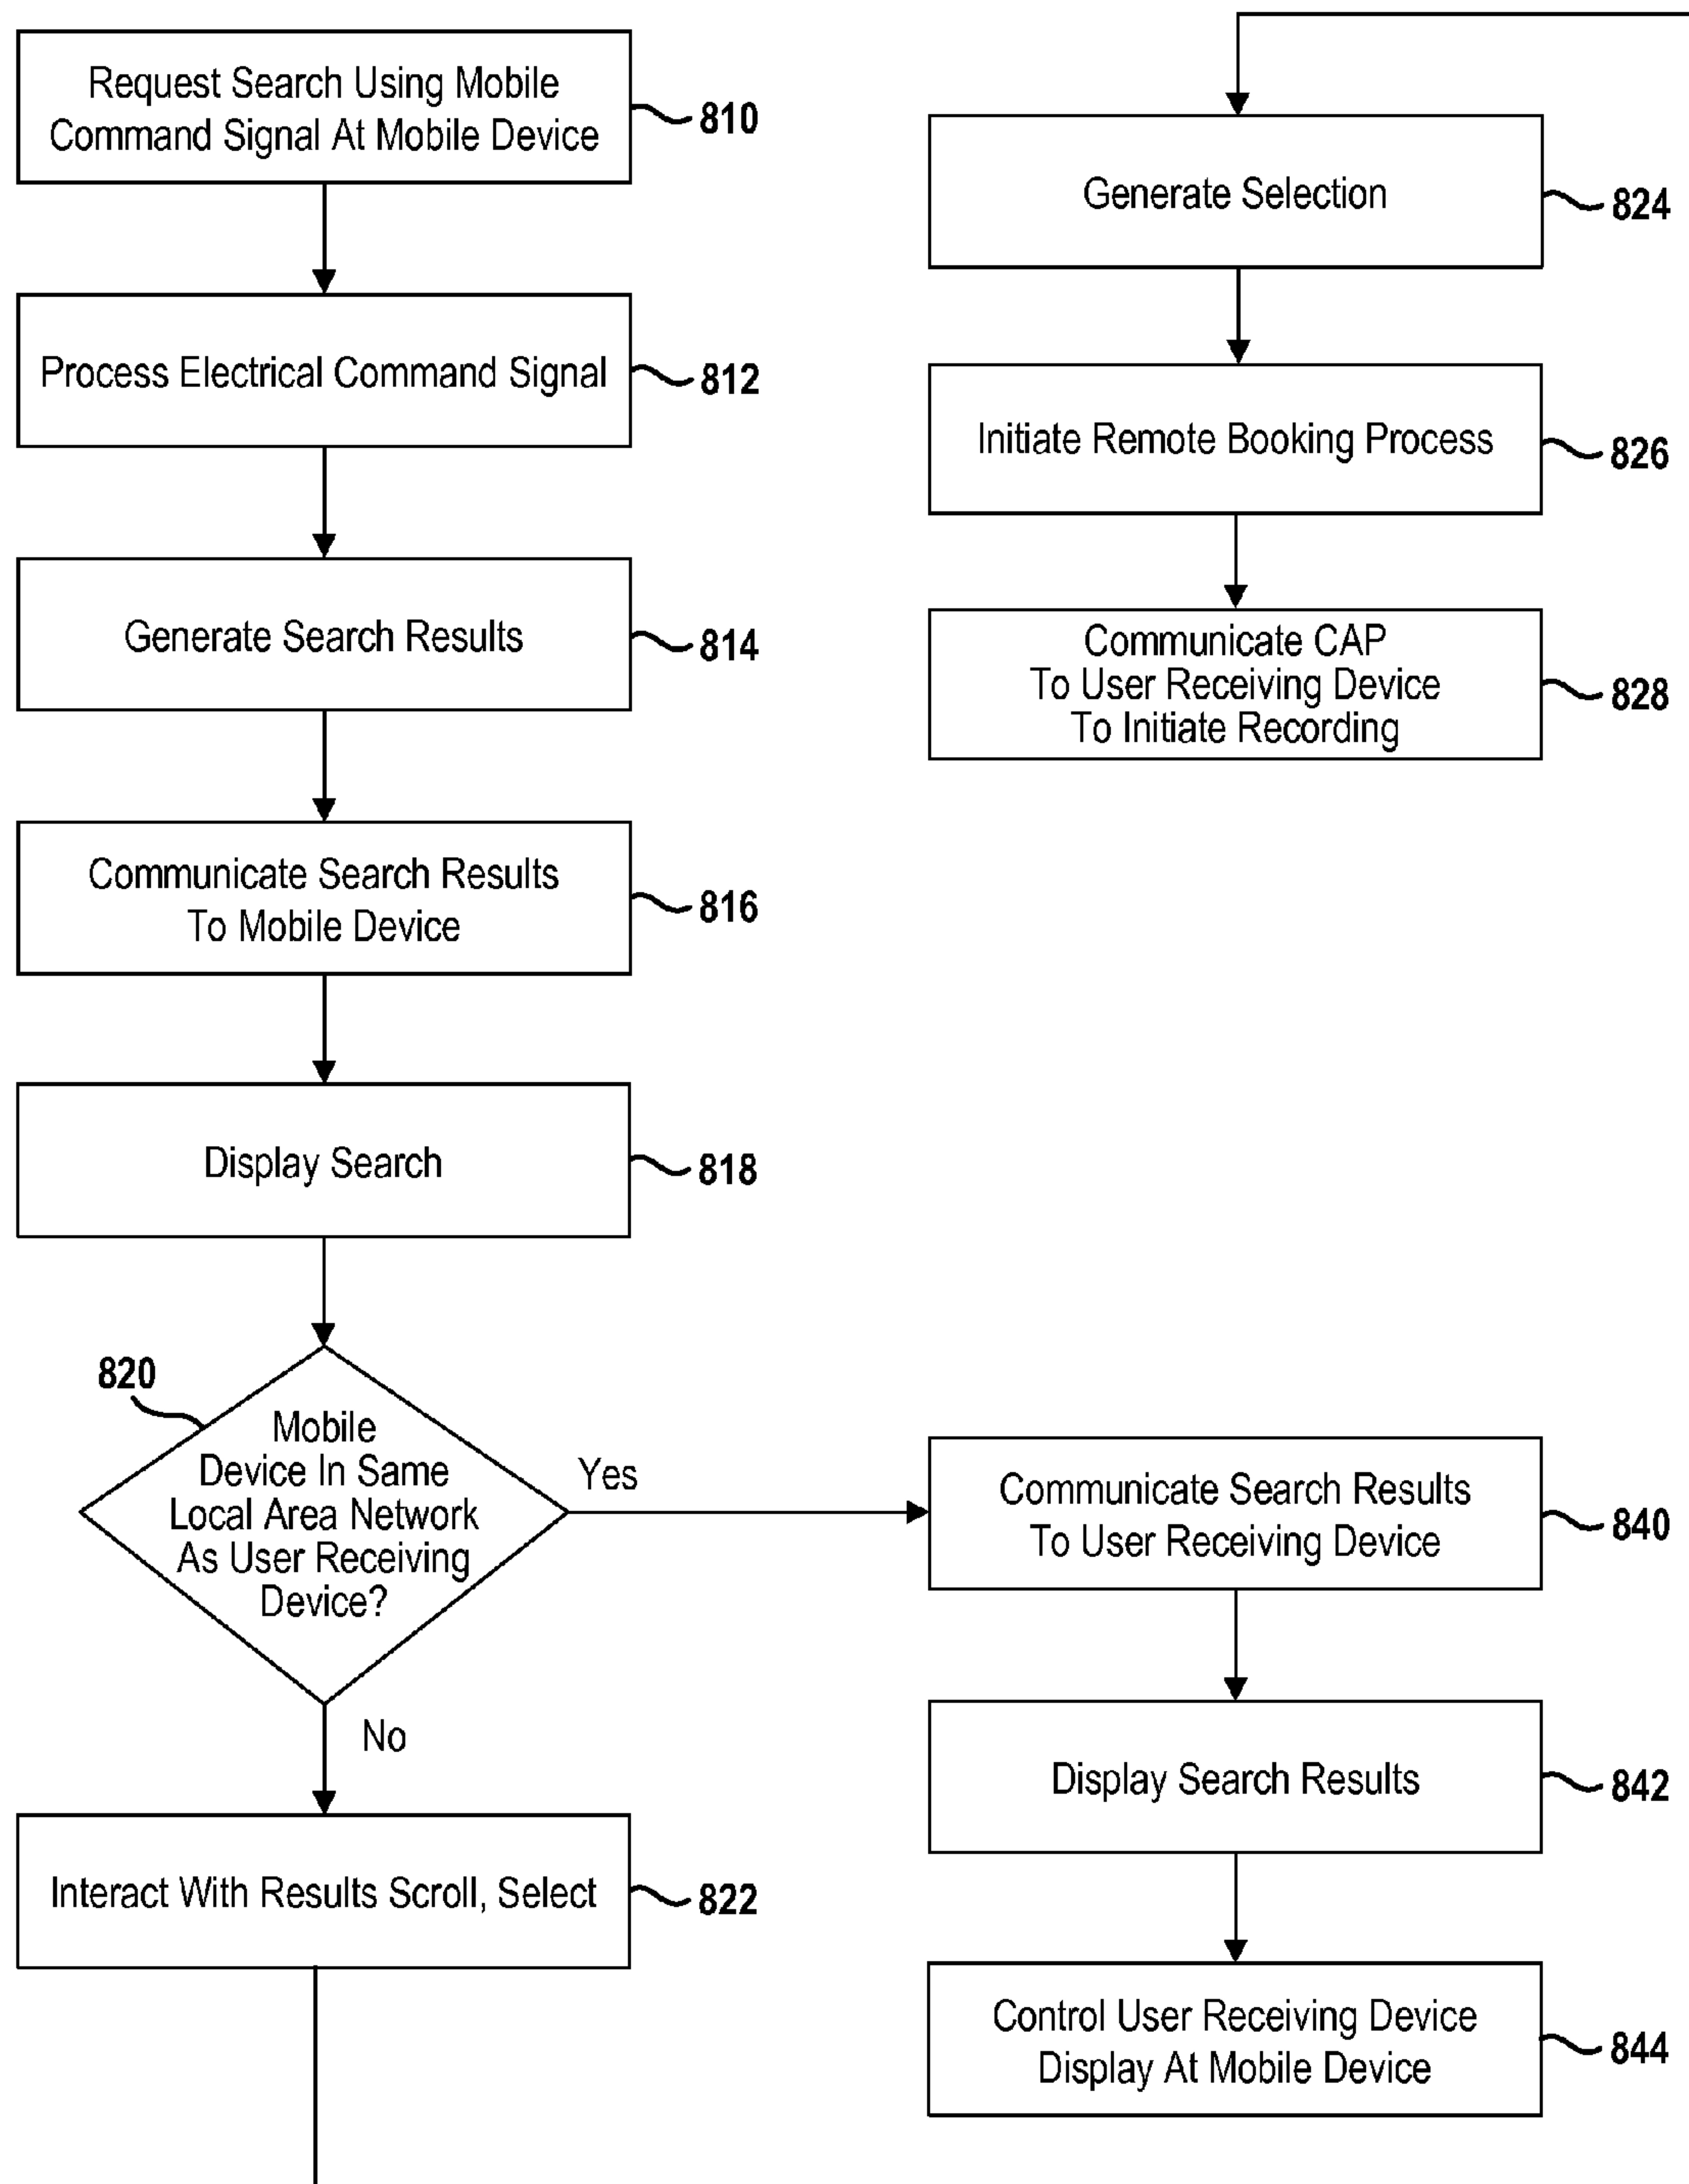 Request Search Using Mobile
Command Signal At Mobile Device
810
Process Electrical Command Signal
812
Generate Search Results
814
Communicate Search Results
To Mobile Device
816
Display Search
818
820
Mobile
Device In Same
Local Area Network
As User Receiving
Device?
Yes
No
Interact With Results Scroll, Select
822
Generate Selection
824
Initiate Remote Booking Process
826
Communicate CAP
To User Receiving Device
To Initiate Recording
828
Communicate Search Results
To User Receiving Device
840
Display Search Results
842
Control User Receiving Device
Display At Mobile Device
844